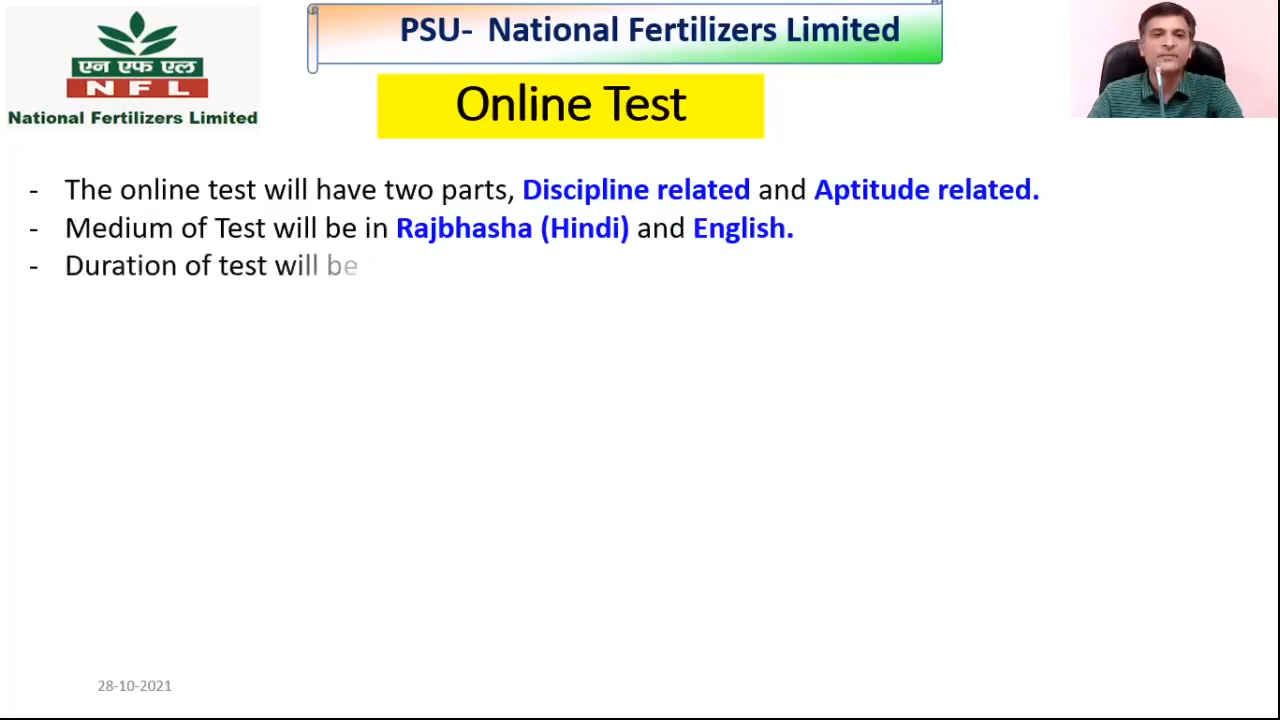 एन एफ एल
NFL
National Fertilizers Limited
PSU- National Fertilizers Limited
Online Test
- The online test will have two parts, Discipline related and Aptitude related.
- Medium of Test will be in Rajbhasha (Hindi) and English.
- Duration of test will be
28-10-2021